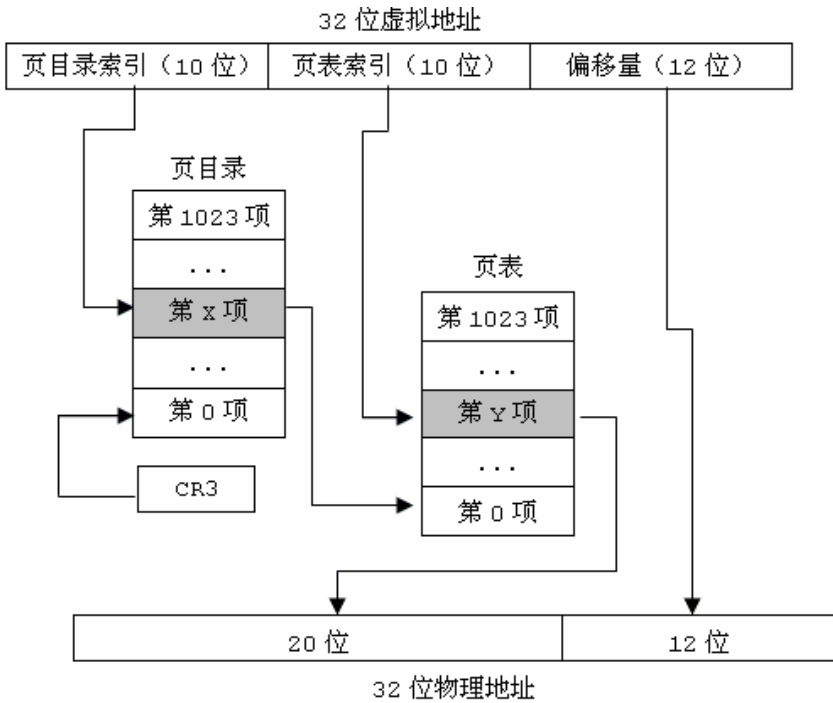 32 位虚拟地址
页目录索引（10 位）
页表索引（10 位）
偏移量（12 位）
页目录
第 1023 项
...
第 X 项
...
第 0 项
CR3
页表
第 1023 项
...
第 Y 项
...
第 0 项
20 位
12 位
32 位物理地址